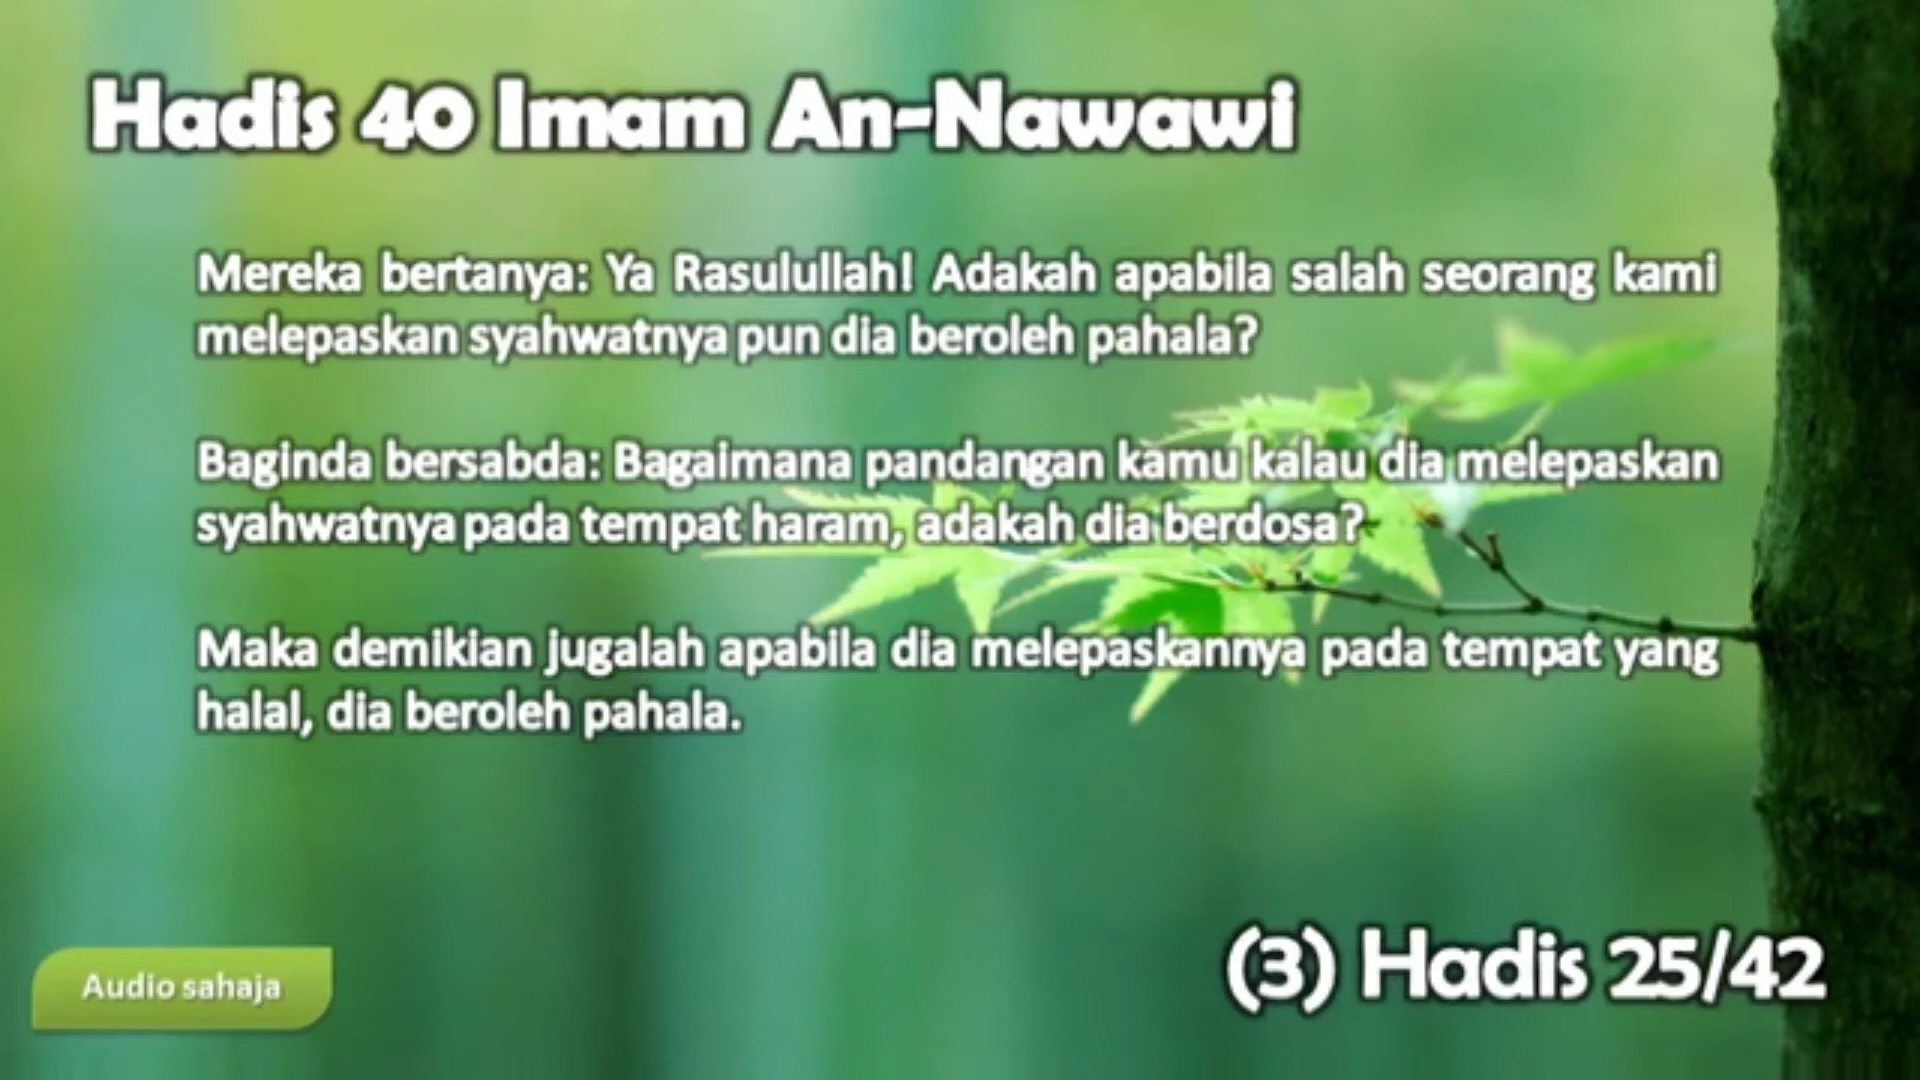 Hadis 40 Imam An-Nawawi
Mereka bertanya: Ya Rasulullah! Adakah apabila salah seorang kami
melepaskan syahwatnya pun dia beroleh pahala?
Baginda bersabda: Bagaimana pandangan kamu kalau dia melepaskan
syahwatnya pada tempat haram, adakah dia berdosa?
Maka demikian jugalah apabila dia melepaskannya pada tempat yang
halal, dia beroleh pahala.
Audio sahaja
(3) Hadis 25/42